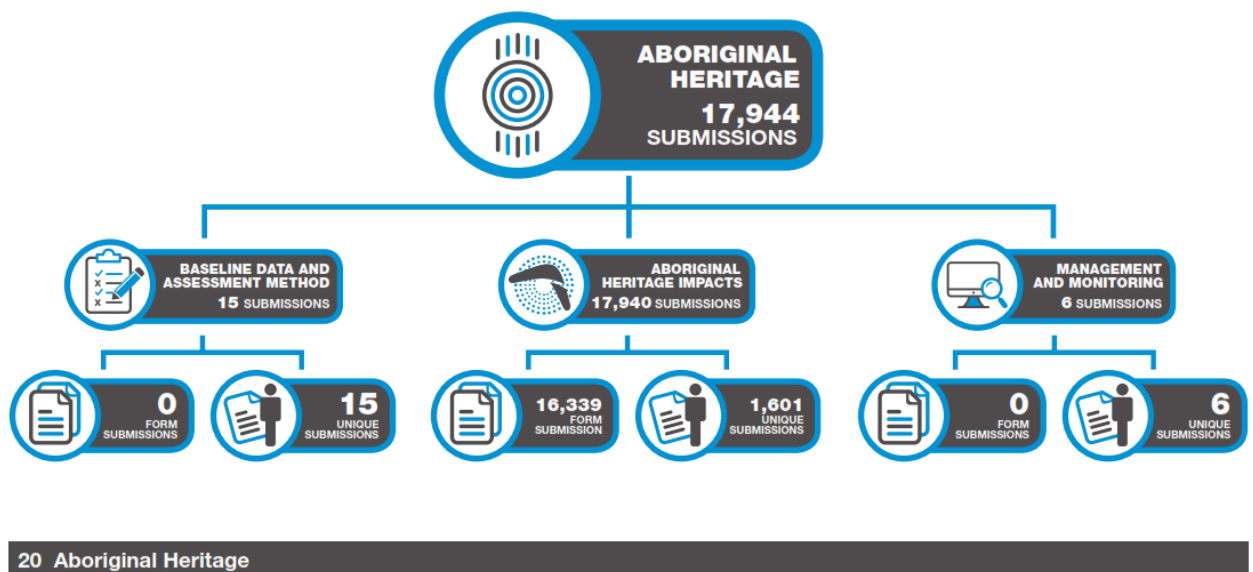 ABORIGINAL
HERITAGE
17,944
SUBMISSIONS
BASELINE DATA AND
ASSESSMENT METHOD
15 SUBMISSIONS
ABORIGINAL
HERITAGE IMPACTS
17,940 SUBMISSIONS
MANAGEMENT
AND MONITORING
6 SUBMISSIONS
0
FORM
SUBMISSIONS
15
UNIQUE
SUBMISSIONS
16,339
FORM
SUBMISSION
1,601
UNIQUE
SUBMISSIONS
0
FORM
SUBMISSIONS
6
UNIQUE
SUBMISSIONS
20 Aboriginal Heritage